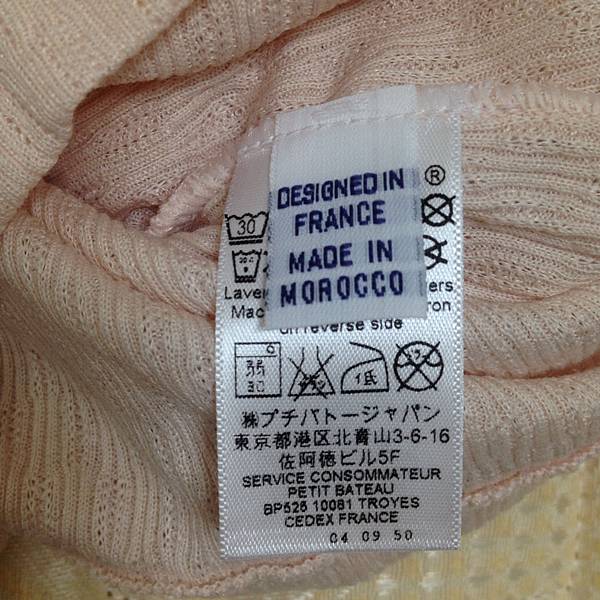 DESIGNED IN
FRANCE
MADE IN
MOROCCO
®
30
Laver
Mac
on reverse side
弱
30
低
㈱プチバトージャパン
東京都港区北青山3-6-16
佐阿徳ビル5F
SERVICE CONSOMMATEUR
PETIT BATEAU
BP525 10081 TROYES
CEDEX FRANCE
04 09 50